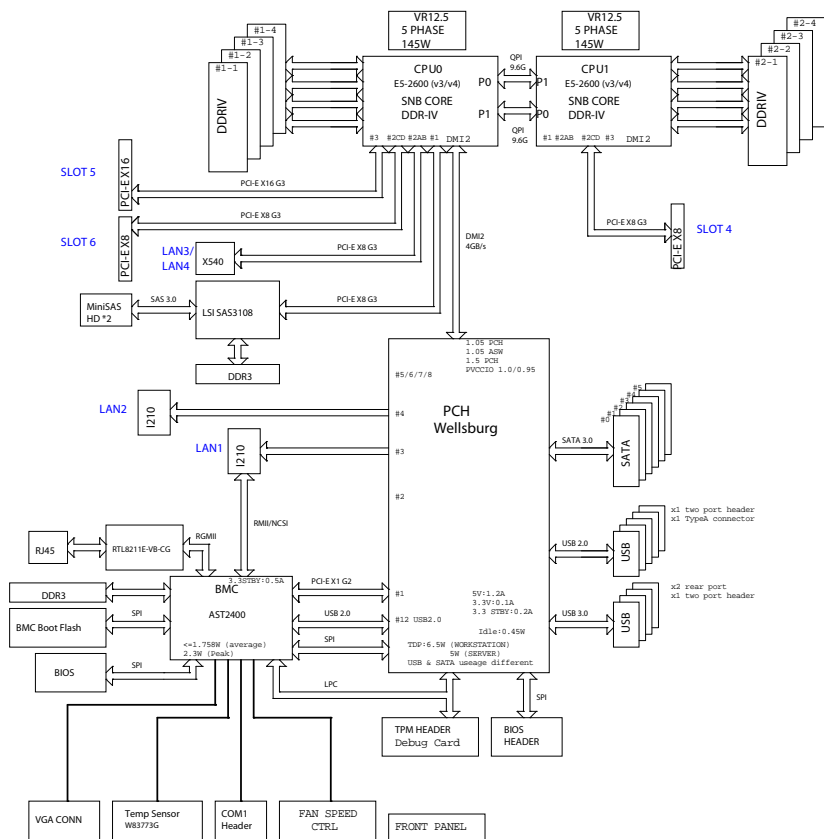 VR12.5
5 PHASE
145W
VR12.5
5 PHASE
145W
#1-4
#1-3
#1-2
#1-1
DDRIV
CPU0
E5-2600 (v3/v4)
SNB CORE
DDR-IV
P0
P1
#3
#2CD
#2AB
#1
DMI2
QPI
9.6G
QPI
9.6G
CPU1
E5-2600 (v3/v4)
SNB CORE
DDR-IV
P1
P0
#1
#2AB
#2CD
#3
DMI2
#2-4
#2-3
#2-2
#2-1
DDRIV
SLOT 5
PCI-E X16
PCI-E X16 G3
SLOT 6
PCI-E X8
PCI-E X8 G3
LAN3/
LAN4
X540
PCI-E X8 G3
DMI2
4GB/s
PCI-E X8 G3
PCI-E X8
SLOT 4
MiniSAS
HD *2
SAS 3.0
LSI SAS3108
PCI-E X8 G3
DDR3
1.05 PCH
1.05 ASW
1.5 PCH
PVCCIO 1.0/0.95
#5/6/7/8
PCH
Wellsburg
LAN2
I210
#4
LAN1
I210
#3
#2
SATA 3.0
#5
#4
#3
#2
#1
#0
SATA
RMII/NCSI
RJ45
RTL8211E-VB-CG
RGMII
USB 2.0
USB
x1 two port header
x1 TypeA connector
DDR3
BMC Boot Flash
SPI
BIOS
SPI
3.3STBY:0.5A
BMC
AST2400
<=1.758W (average)
2.3W (Peak)
PCI-E X1 G2
#1
USB 2.0
#12 USB2.0
SPI
LPC
5V:1.2A
3.3V:0.1A
3.3 STBY:0.2A
Idle:0.45W
TDP:6.5W (WORKSTATION)
5W (SERVER)
USB & SATA useage different
USB 3.0
USB
x2 rear port
x1 two port header
SPI
TPM HEADER
Debug Card
BIOS
HEADER
VGA CONN
Temp Sensor
W83773G
COM1
Header
FAN SPEED
CTRL
FRONT PANEL